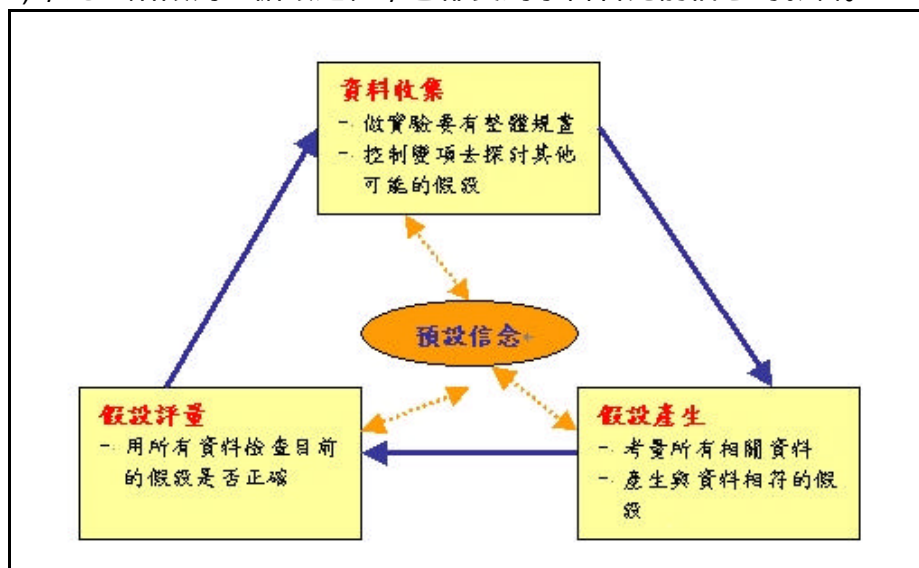 資料收集
- 做實驗要有整體規畫
- 控制變項去探討其他
可能的假設
預設信念
假設評量
- 用所有資料檢查目前
的假設是否正確
假設產生
- 考量所有相關資料
- 產生與資料相符的假
設